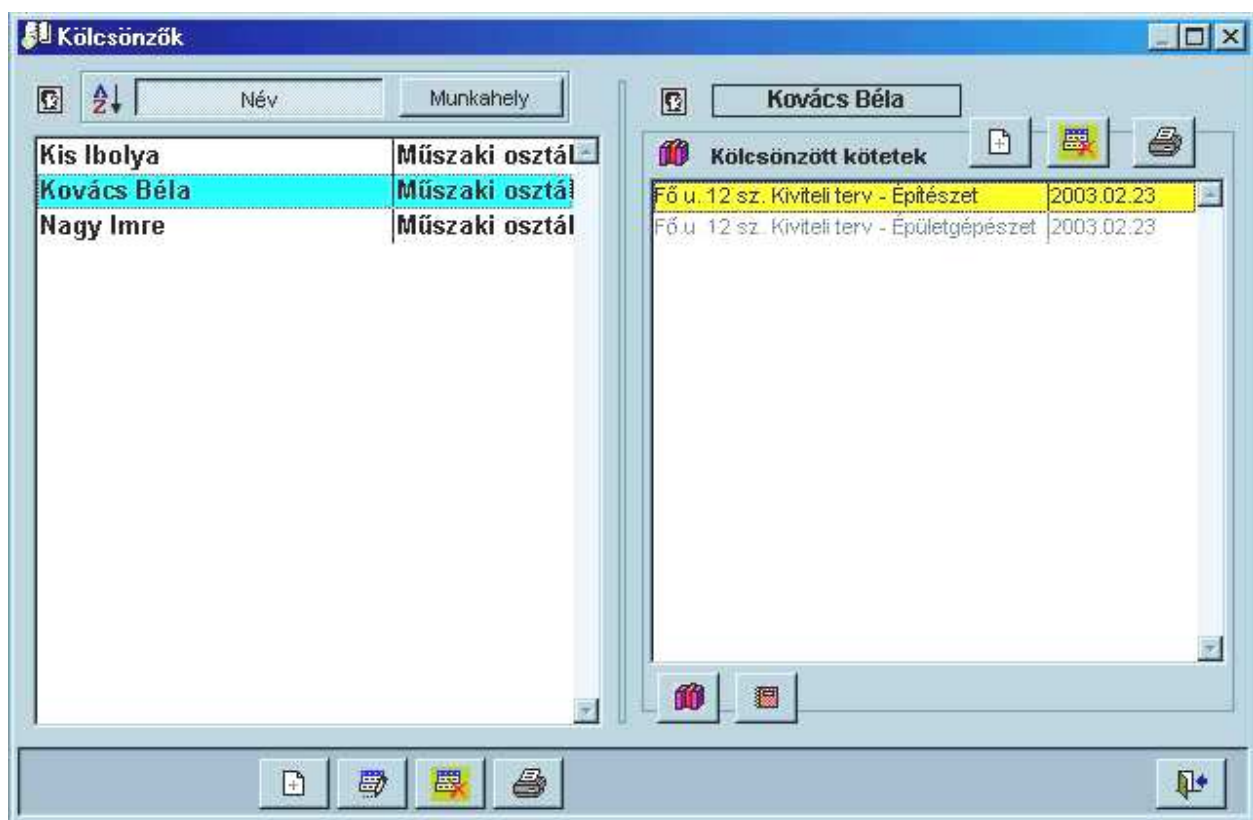 Kölcsönzők
Név Munkahely
Kis Ibolya Műszaki osztál
Kovács Béla Műszaki osztál
Nagy Imre Műszaki osztál
Kovács Béla
Kölcsönzött kötetek
Fő u. 12 sz. Kiviteli terv - Építészet 2003.02.23
Fő.u 12 sz. Kiviteli terv - Épületgépészet 2003.02.23